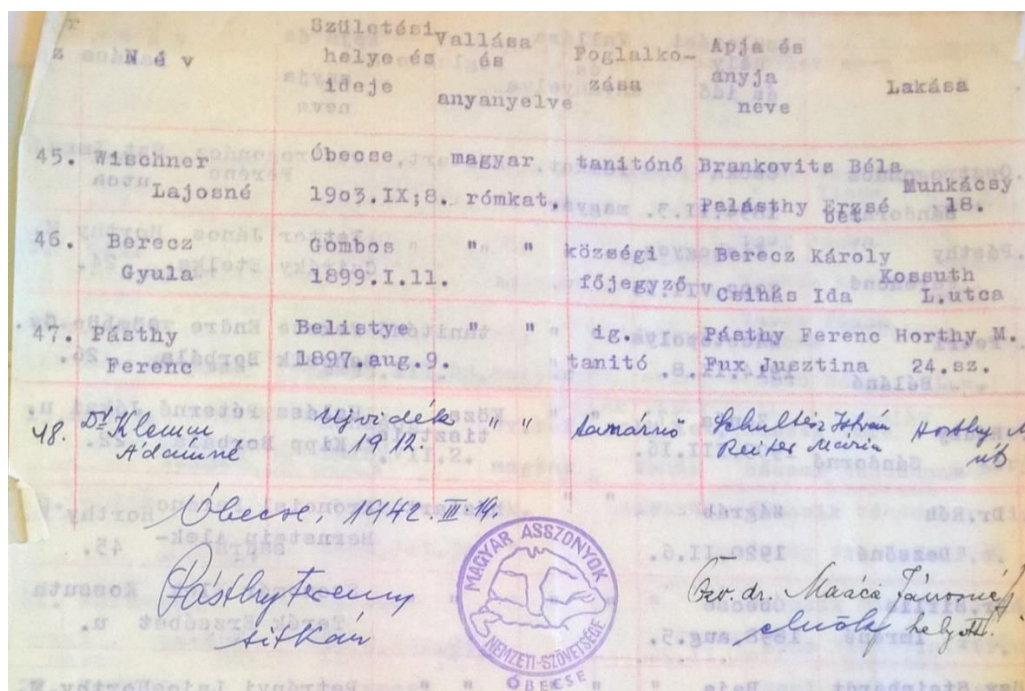 z Név Születési helye és ideje Vallása és anyanyelve Foglalkozása Apja és anyja neve Lakása
45. Wischner Óbecse magyar tanitónő Brankovits Béla Munkácsy
Lajosné 1903.IX;8. rómkat. Palásthy Erzsé bet 18.
46. Berecz Gombos " " községi Berecz Károly Kossuth
Gyula 1899.I.11. főjegyző Csihás Ida L.utca
47. Pásthy Belistye " " ig. Pásthy Ferenc Horthy M.
Ferenc 1897.aug.9. tanitó Fux Jusztina 24.sz.
48. Dr Klemm Ujvidék " " tanárnő Schultész István Horthy M
Ádámné 1912. Reiter Mária
Óbecse, 1942. III 14.
Pásthy Ferenc
titkár
MAGYAR ASSZONYOK
NEMZETI-SZÖVETSÉGE
ÓBECSE
Özv. dr. Jánosné
elnök helyett.